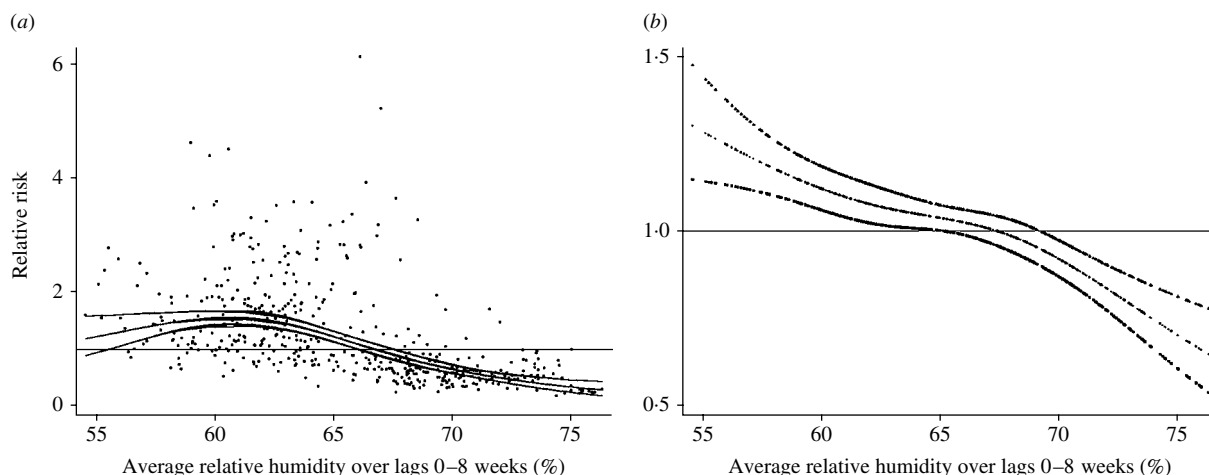 (a)
6
4
2
0
Relative risk
55 60 65 70 75
Average relative humidity over lags 0–8 weeks (%)
(b)
1·5
1·0
0·5
55 60 65 70 75
Average relative humidity over lags 0–8 weeks (%)